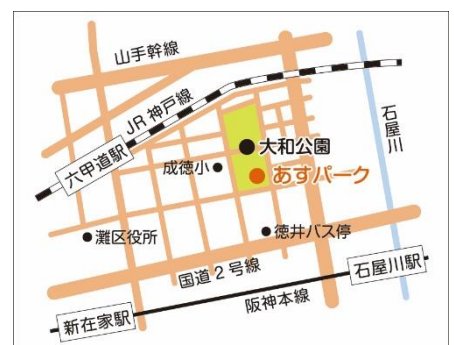 山手幹線
JR神戸線
六甲道駅
石屋川
大和公園
成徳小
あすパーク
灘区役所
徳井バス停
国道2号線
石屋川駅
阪神本線
新在家駅